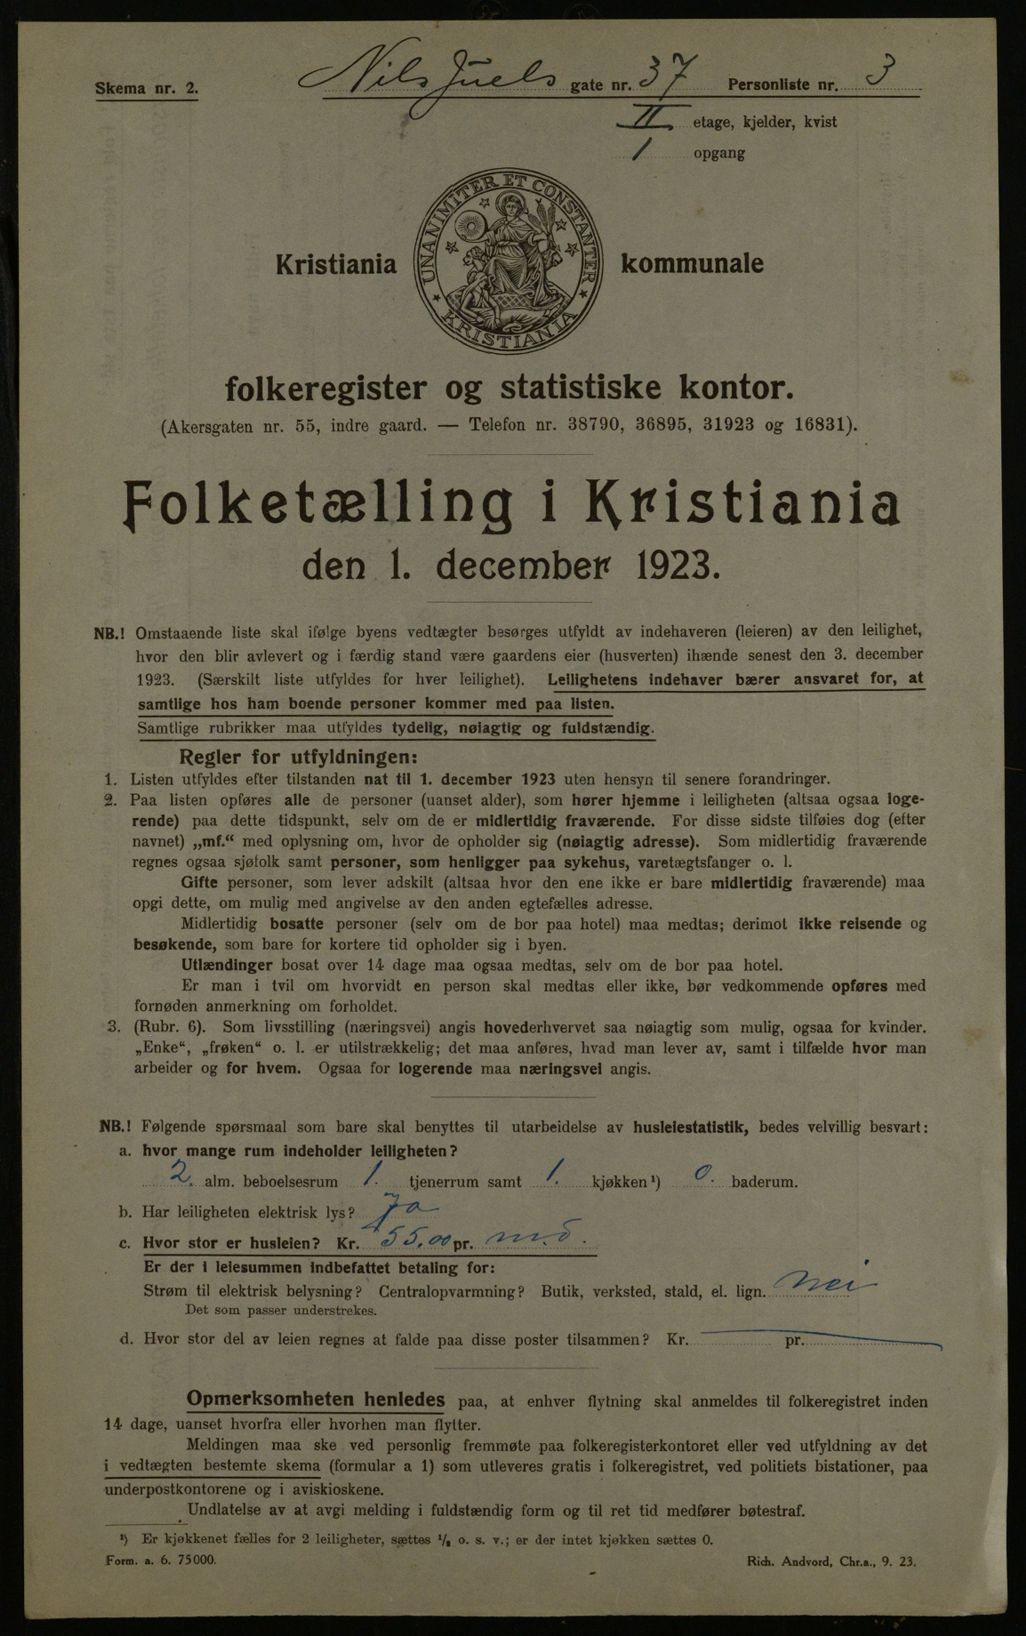 Skema nr. 2. Nils Juels gate nr. 37 Personliste nr. 3
II etage, kjelder, kvist
1 opgang
UNANIMITER ET CONSTANTER
KRISTIANIA
Kristiania kommunale
folkeregister og statistiske kontor.
(Akersgaten nr. 55, indre gaard. — Telefon nr. 38790, 36895, 31923 og 16831).
Folketælling i Kristiania
den 1. december 1923.
NB.! Omstaaende liste skal ifølge byens vedtægter besørges utfyldt av indehaveren (leieren) av den leilighet,
hvor den blir avlevert og i færdig stand være gaardens eier (husverten) ihænde senest den 3. december
1923. (Særskilt liste utfyldes for hver leilighet). Leilighetens indehaver bærer ansvaret for, at
samtlige hos ham boende personer kommer med paa listen.
Samtlige rubrikker maa utfyldes tydelig, nøiagtig og fuldstændig.
Regler for utfyldningen:
1. Listen utfyldes efter tilstanden nat til 1. december 1923 uten hensyn til senere forandringer.
2. Paa listen opføres alle de personer (uanset alder), som hører hjemme i leiligheten (altsaa ogsaa loge-
rende) paa dette tidspunkt, selv om de er midlertidig fraværende. For disse sidste tilføies dog (efter
navnet) „mf.“ med oplysning om, hvor de opholder sig (nøiagtig adresse). Som midlertidig fraværende
regnes ogsaa sjøfolk samt personer, som henligger paa sykehus, varetægtsfanger o. l.
Gifte personer, som lever adskilt (altsaa hvor den ene ikke er bare midlertidig fraværende) maa
opgi dette, om mulig med angivelse av den anden egtefælles adresse.
Midlertidig bosatte personer (selv om de bor paa hotel) maa medtas; derimot ikke reisende og
besøkende, som bare for kortere tid opholder sig i byen.
Utlændinger bosat over 14 dage maa ogsaa medtas, selv om de bor paa hotel.
Er man i tvil om hvorvidt en person skal medtas eller ikke, bør vedkommende opføres med
fornøden anmerkning om forholdet.
3. (Rubr. 6). Som livsstilling (næringsvei) angis hovederhvervet saa nøiagtig som mulig, ogsaa for kvinder.
„Enke“, „frøken“ o. l. er utilstrækkelig; det maa anføres, hvad man lever av, samt i tilfælde hvor man
arbeider og for hvem. Ogsaa for logerende maa næringsvei angis.
NB.! Følgende spørsmaal som bare skal benyttes til utarbeidelse av husleiestatistik, bedes velvillig besvart:
a. hvor mange rum indeholder leiligheten?
2. alm. beboelsesrum 1. tjenerrum samt 1. kjøkken ¹) 0. baderum.
b. Har leiligheten elektrisk lys? Ja
c. Hvor stor er husleien? Kr. 55.00 pr. md.
Er der i leiesummen indbefattet betaling for:
Strøm til elektrisk belysning? Centralopvarmning? Butik, verksted, stald, el. lign. Nei
Det som passer understrekes.
d. Hvor stor del av leien regnes at falde paa disse poster tilsammen? Kr. pr.
Opmerksomheten henledes paa, at enhver flytning skal anmeldes til folkeregistret inden
14 dage, uanset hvorfra eller hvorhen man flytter.
Meldingen maa ske ved personlig fremmøte paa folkeregisterkontoret eller ved utfyldning av det
i vedtægten bestemte skema (formular a 1) som utleveres gratis i folkeregistret, ved politiets bistationer, paa
underpostkontorene og i aviskioskene.
Undlatelse av at avgi melding i fuldstændig form og til ret tid medfører bøtestraf.
¹) Er kjøkkenet fælles for 2 leiligheter, sættes ½ o. s. v.; er der intet kjøkken sættes 0.
Form. a. 6. 75000. Rich. Andvord, Chr.a., 9. 23.